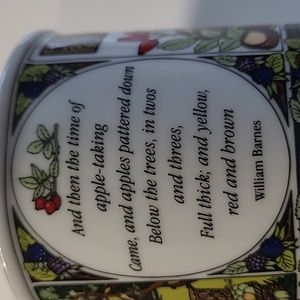 And then the time of
apple-taking
Came, and apples pattered down
Below the trees, in twos
and threes,
Full thick; and yellow,
red and brown
William Barnes